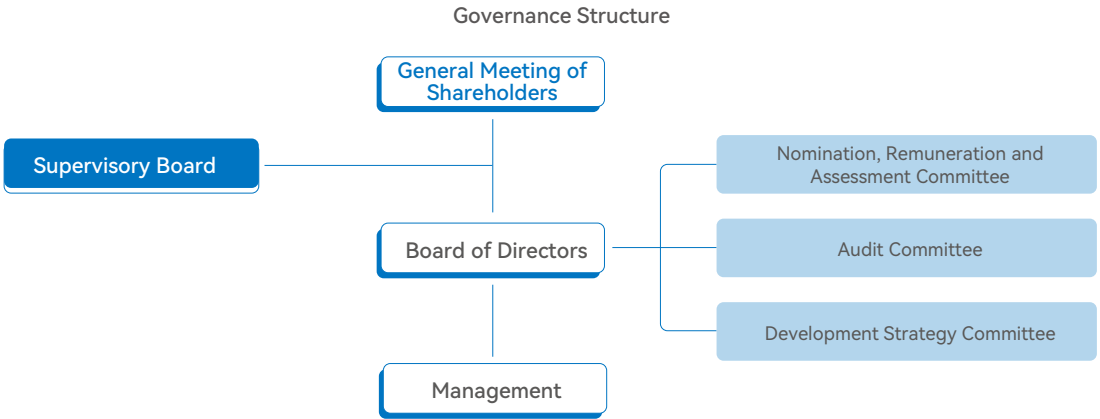 Governance Structure
General Meeting of
Shareholders
Supervisory Board
Nomination, Remuneration and
Assessment Committee
Board of Directors
Audit Committee
Development Strategy Committee
Management